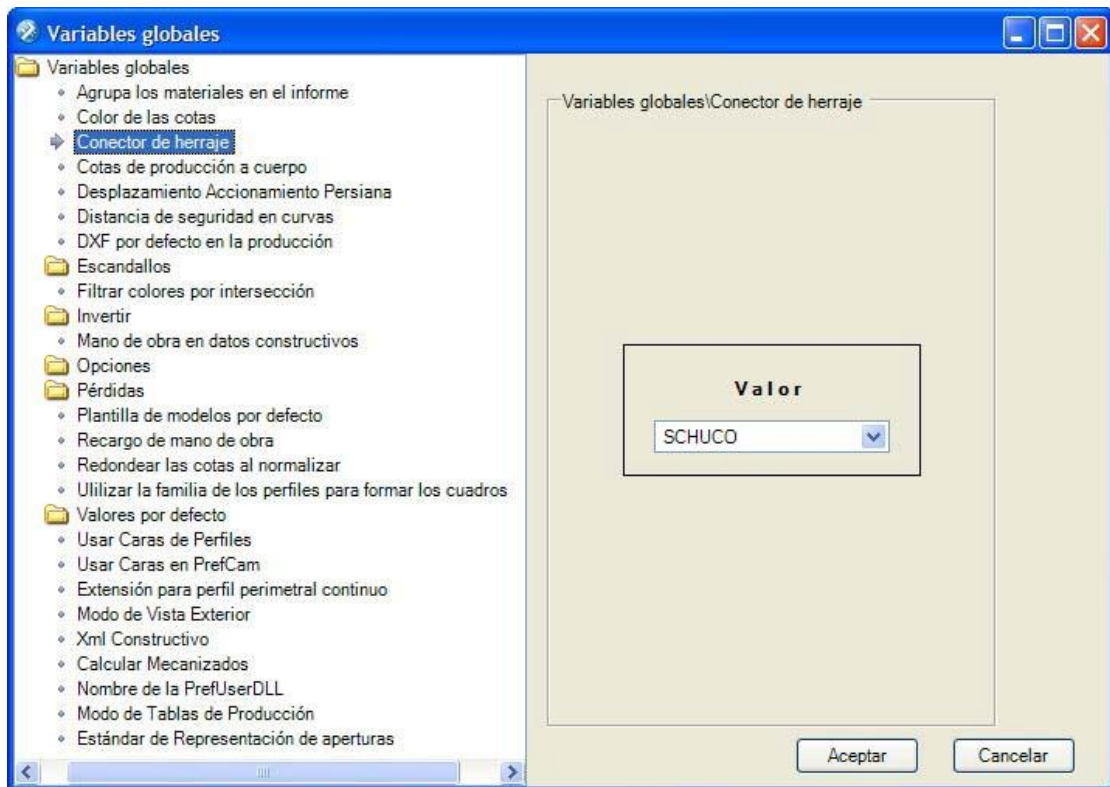 Variables globales
Variables globales
Agrupa los materiales en el informe
Color de las cotas
Conector de herraje
Cotas de producción a cuerpo
Desplazamiento Accionamiento Persiana
Distancia de seguridad en curvas
DXF por defecto en la producción
Escandallos
Filtrar colores por intersección
Invertir
Mano de obra en datos constructivos
Opciones
Pérdidas
Plantilla de modelos por defecto
Recargo de mano de obra
Redondear las cotas al normalizar
Ulilizar la familia de los perfiles para formar los cuadros
Valores por defecto
Usar Caras de Perfiles
Usar Caras en PrefCam
Extensión para perfil perimetral continuo
Modo de Vista Exterior
Xml Constructivo
Calcular Mecanizados
Nombre de la PrefUserDLL
Modo de Tablas de Producción
Estándar de Representación de aperturas
Variables globales\Conector de herraje
Valor
SCHUCO
Aceptar
Cancelar